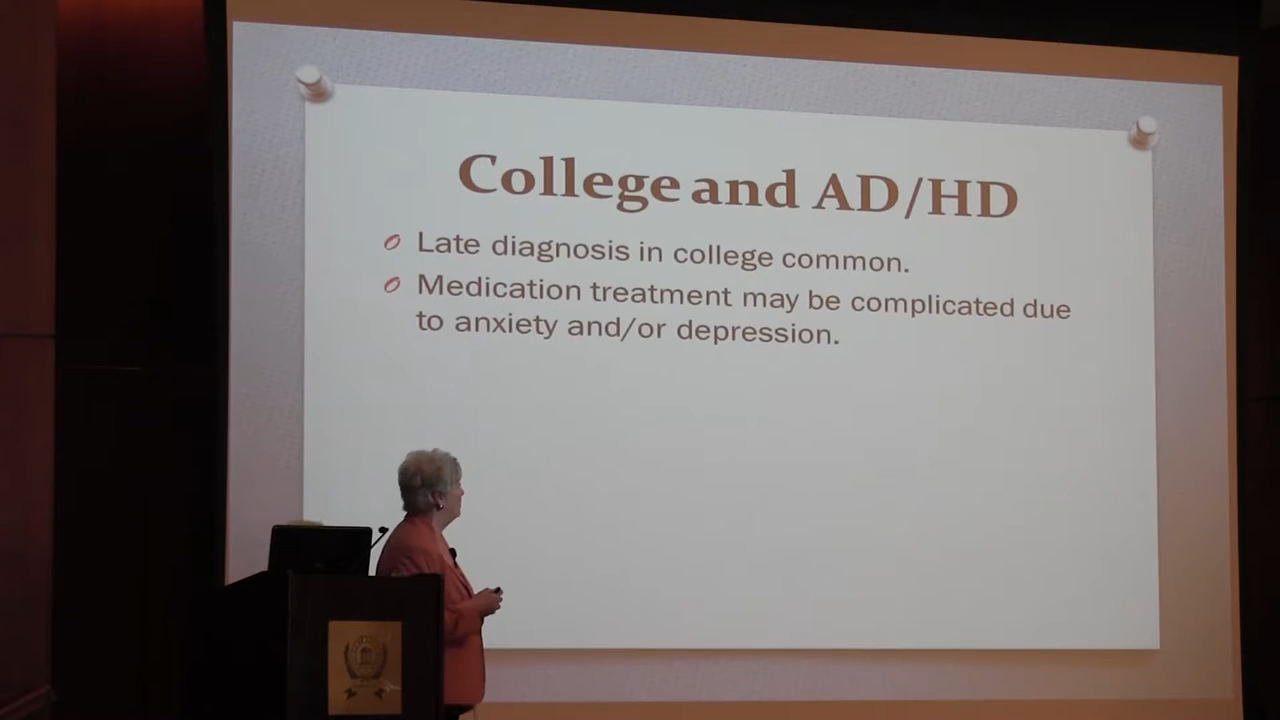 College and AD/HD
Late diagnosis in college common.
Medication treatment may be complicated due
to anxiety and/or depression.